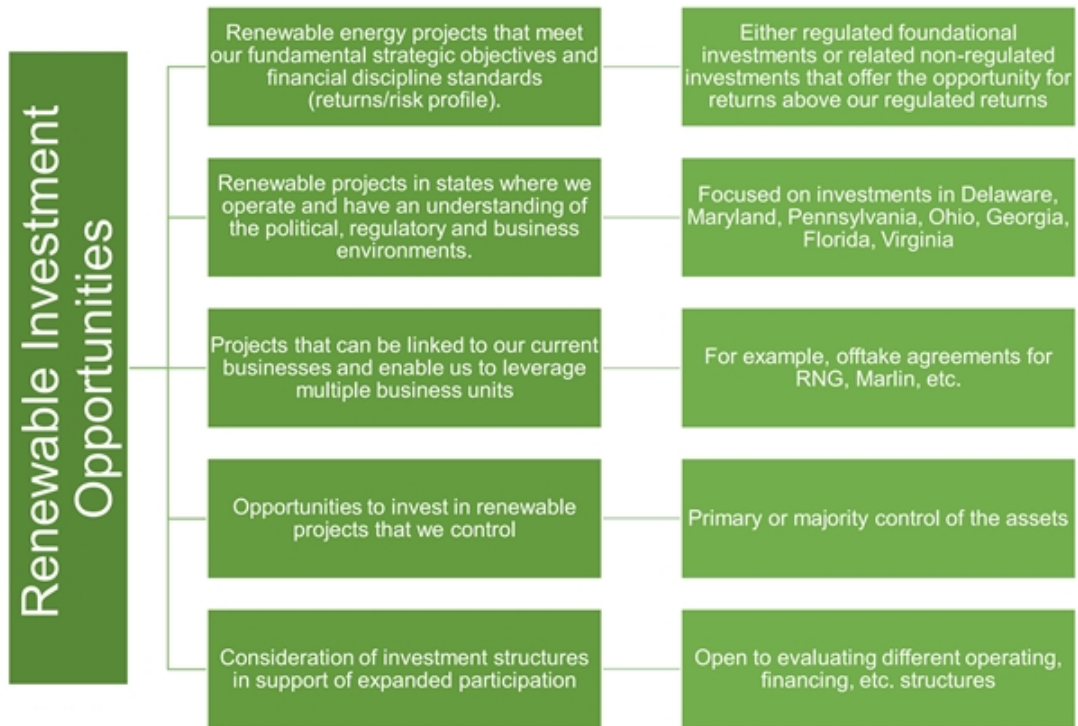 Renewable Investment
Opportunities
Renewable energy projects that meet
our fundamental strategic objectives and
financial discipline standards
(returns/risk profile).
Either regulated foundational
investments or related non-regulated
investments that offer the opportunity for
returns above our regulated returns
Renewable projects in states where we
operate and have an understanding of
the political, regulatory and business
environments.
Focused on investments in Delaware,
Maryland, Pennsylvania, Ohio, Georgia,
Florida, Virginia
Projects that can be linked to our current
businesses and enable us to leverage
multiple business units
For example, offtake agreements for
RNG, Marlin, etc.
Opportunities to invest in renewable
projects that we control
Primary or majority control of the assets
Consideration of investment structures
in support of expanded participation
Open to evaluating different operating,
financing, etc. structures